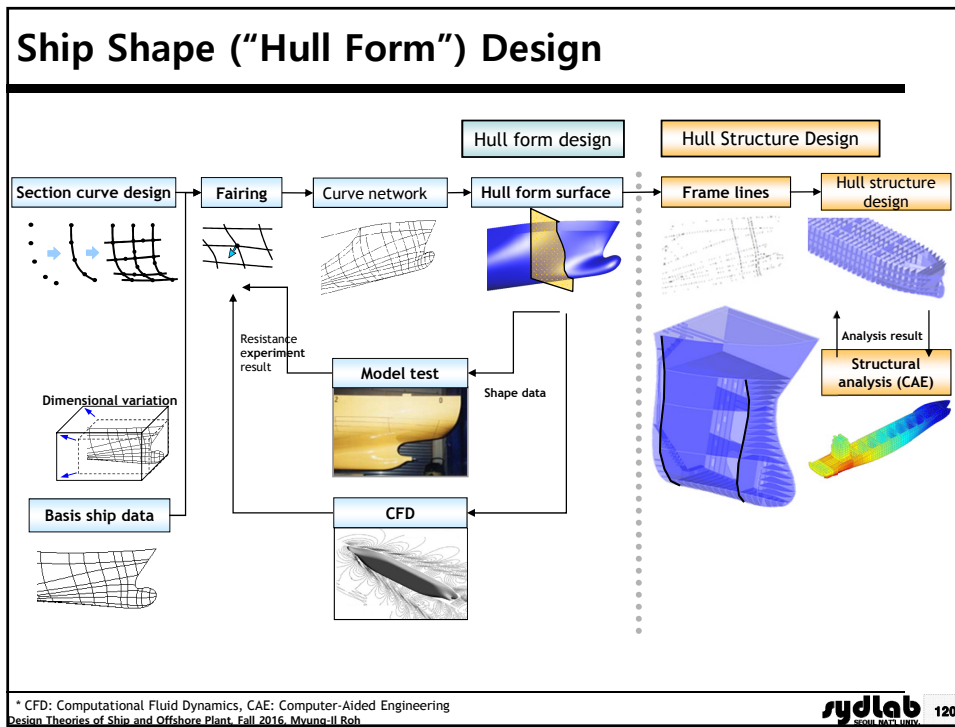 Ship Shape (“Hull Form”) Design
Hull form design
Hull Structure Design
Section curve design
Fairing
Curve network
Hull form surface
Frame lines
Hull structure
design
Resistance
experiment
result
Model test
2
0
Shape data
Analysis result
Structural
analysis (CAE)
Dimensional variation
Basis ship data
CFD
* CFD: Computational Fluid Dynamics, CAE: Computer-Aided Engineering
Design Theories of Ship and Offshore Plant, Fall 2016, Myung-Il Roh
sydlab
SEOUL NAT'L UNIV.
120